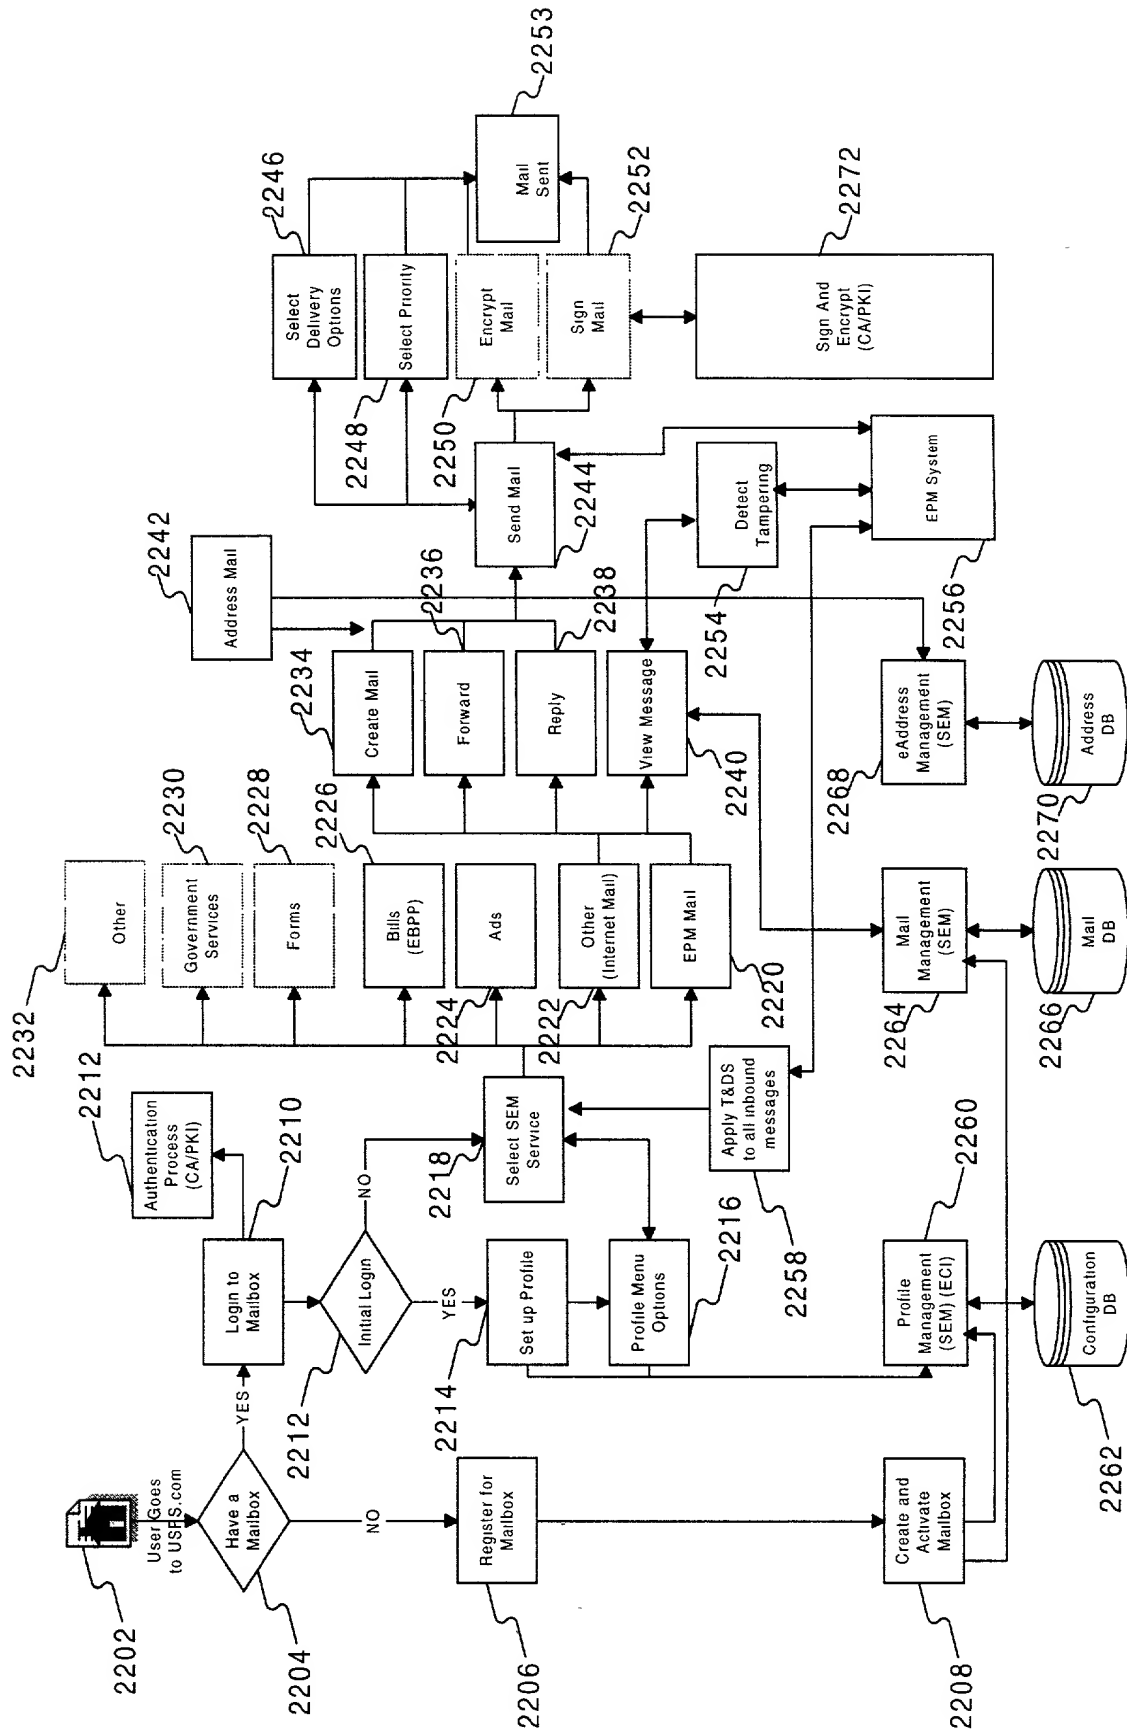 2202
User Goes
to USPS.com
2204
Have a
Mailbox
YES
NO
2206
Register for
Mailbox
2208
Create and
Activate
Mailbox
2212
Authentication
Process
(CA/PKI)
2210
Login to
Mailbox
2212
Initial Login
NO
YES
2214
Set up Profile
Profile Menu
Options
2216
2218
Select SEM
Service
Apply T&DS
to all inbound
messages
2258
2260
Profile
Management
(SEM) (ECI)
Configuration
DB
2262
2232
Other
2230
Government
Services
2228
Forms
2226
Bills
(EBPP)
2224
Ads
2222
Other
(Internet Mail)
EPM Mail
2220
2264
Mail
Management
(SEM)
Mail
DB
2266
2242
Address Mail
2234
Create Mail
2236
Forward
2238
Reply
View Message
2240
2268
eAddress
Management
(SEM)
2270
Address
DB
2246
Select
Delivery
Options
2248
Select Priority
2250
Encrypt
Mail
Sign
Mail
2252
Mail
Sent
2253
Send Mail
2244
2254
Detect
Tampering
EPM System
2256
Sign And
Encrypt
(CA/PKI)
2272